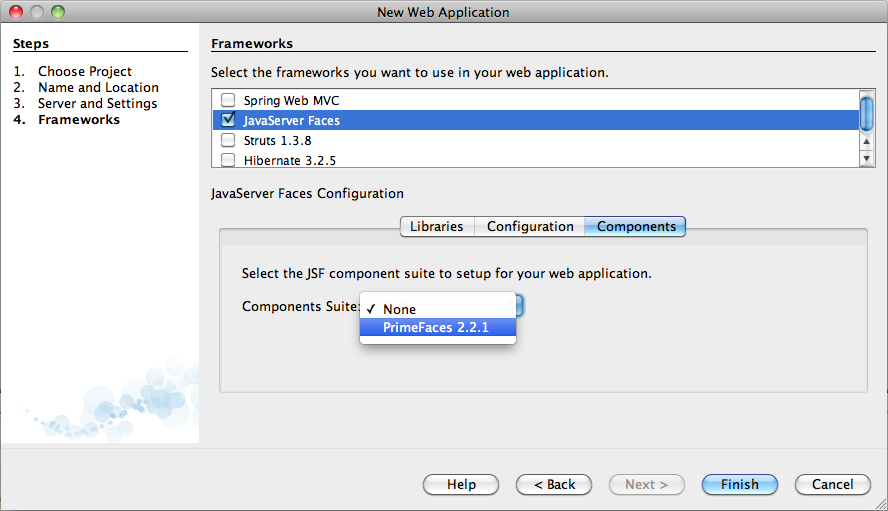 New Web Application
Steps
1. Choose Project
2. Name and Location
3. Server and Settings
4. Frameworks
Frameworks
Select the frameworks you want to use in your web application.
Spring Web MVC
JavaServer Faces
Struts 1.3.8
Hibernate 3.2.5
JavaServer Faces Configuration
Libraries Configuration Components
Select the JSF component suite to setup for your web application.
Components Suite: ✓ None
PrimeFaces 2.2.1
Help < Back Next > Finish Cancel